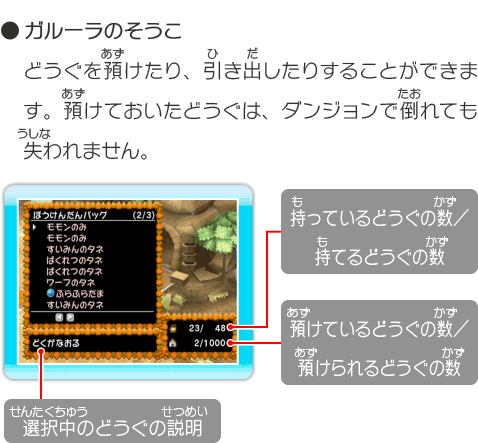 ● ガルーラのそうこ
どうぐを預けたり、引き出したりすることができま
す。預けておいたどうぐは、ダンジョンで倒れても
失われません。
ぼうけんだんバッグ (2/3)
モモンのみ
モモンのみ
すいみんのタネ
ばくれつのタネ
ばくれつのタネ
ワープのタネ
ふらふらだま
すいみんのタネ
どくがなおる
23/ 48
2/1000
持っているどうぐの数／
持てるどうぐの数
預けているどうぐの数／
預けられるどうぐの数
選択中のどうぐの説明